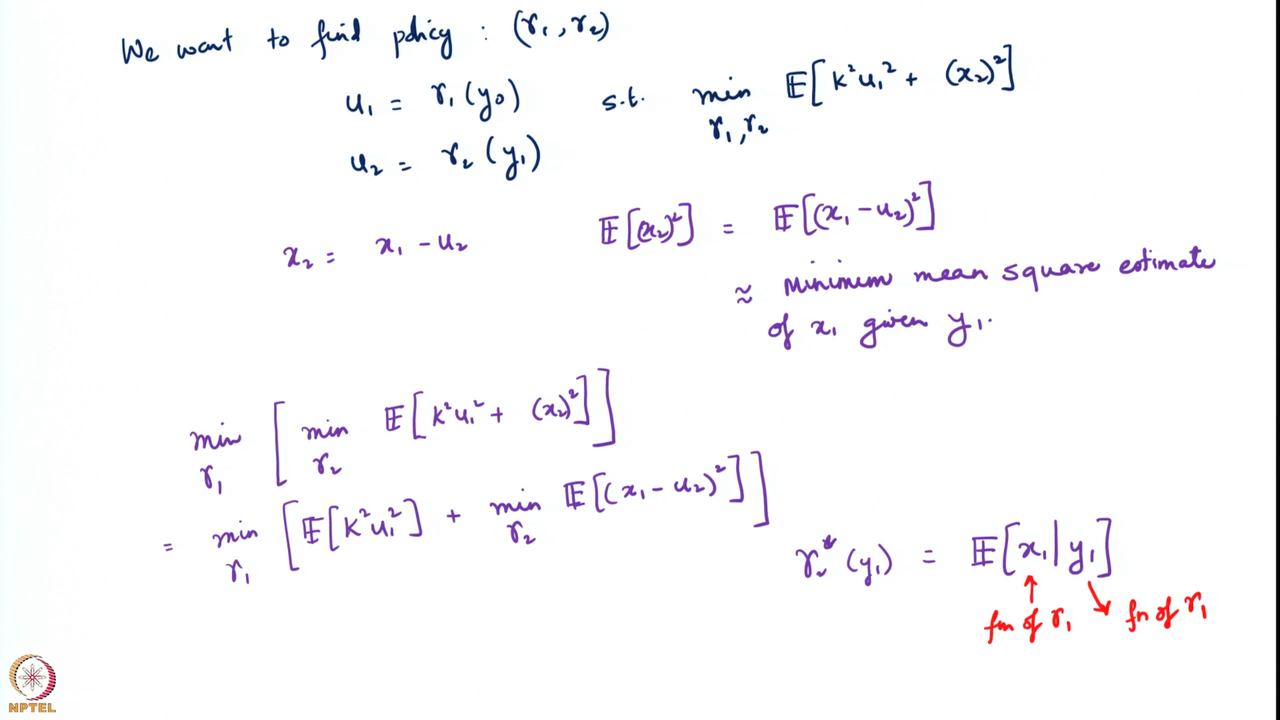 We want to find policy : (γ₁, γ₂)
u₁ = γ₁(y₀) s.t. min E[k²u₁² + (x₂)²]
γ₁, γ₂
u₂ = γ₂(y₁)
x₂ = x₁ - u₂ E[(x₂)²] = E[(x₁ - u₂)²]
≈ Minimum mean square estimate
of x₁ given y₁.
min [ min E[k²u₁² + (x₂)²] ]
γ₁ γ₂
= min [ E[k²u₁²] + min E[(x₁ - u₂)²] ]
γ₁ γ₂
γ₂*(y₁) = E[x₁ | y₁]
fn of γ₁ fn of γ₁
NPTEL